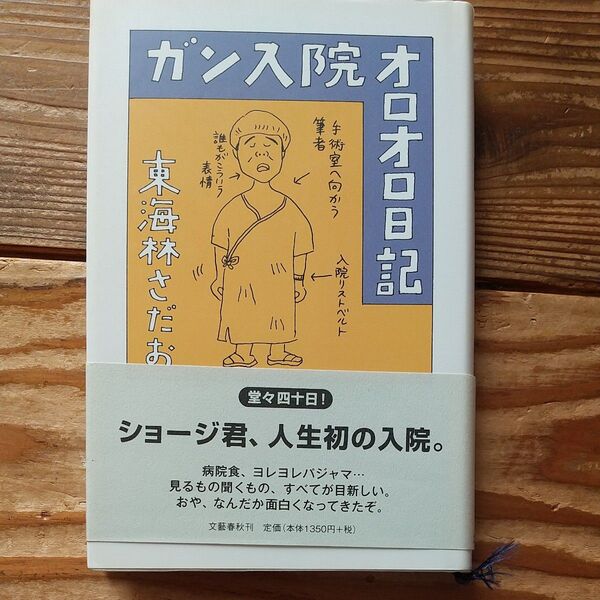 ガン入院オロオロ日記
手術室へ向かう
筆者
誰もがこういう
表情
入院リストベルト
東海林さだお
堂々四十日!
ショージ君、人生初の入院。
病院食、ヨレヨレパジャマ…
見るもの聞くもの、すべてが目新しい。
おや、なんだか面白くなってきたぞ。
文藝春秋刊 定価(本体1350円+税)